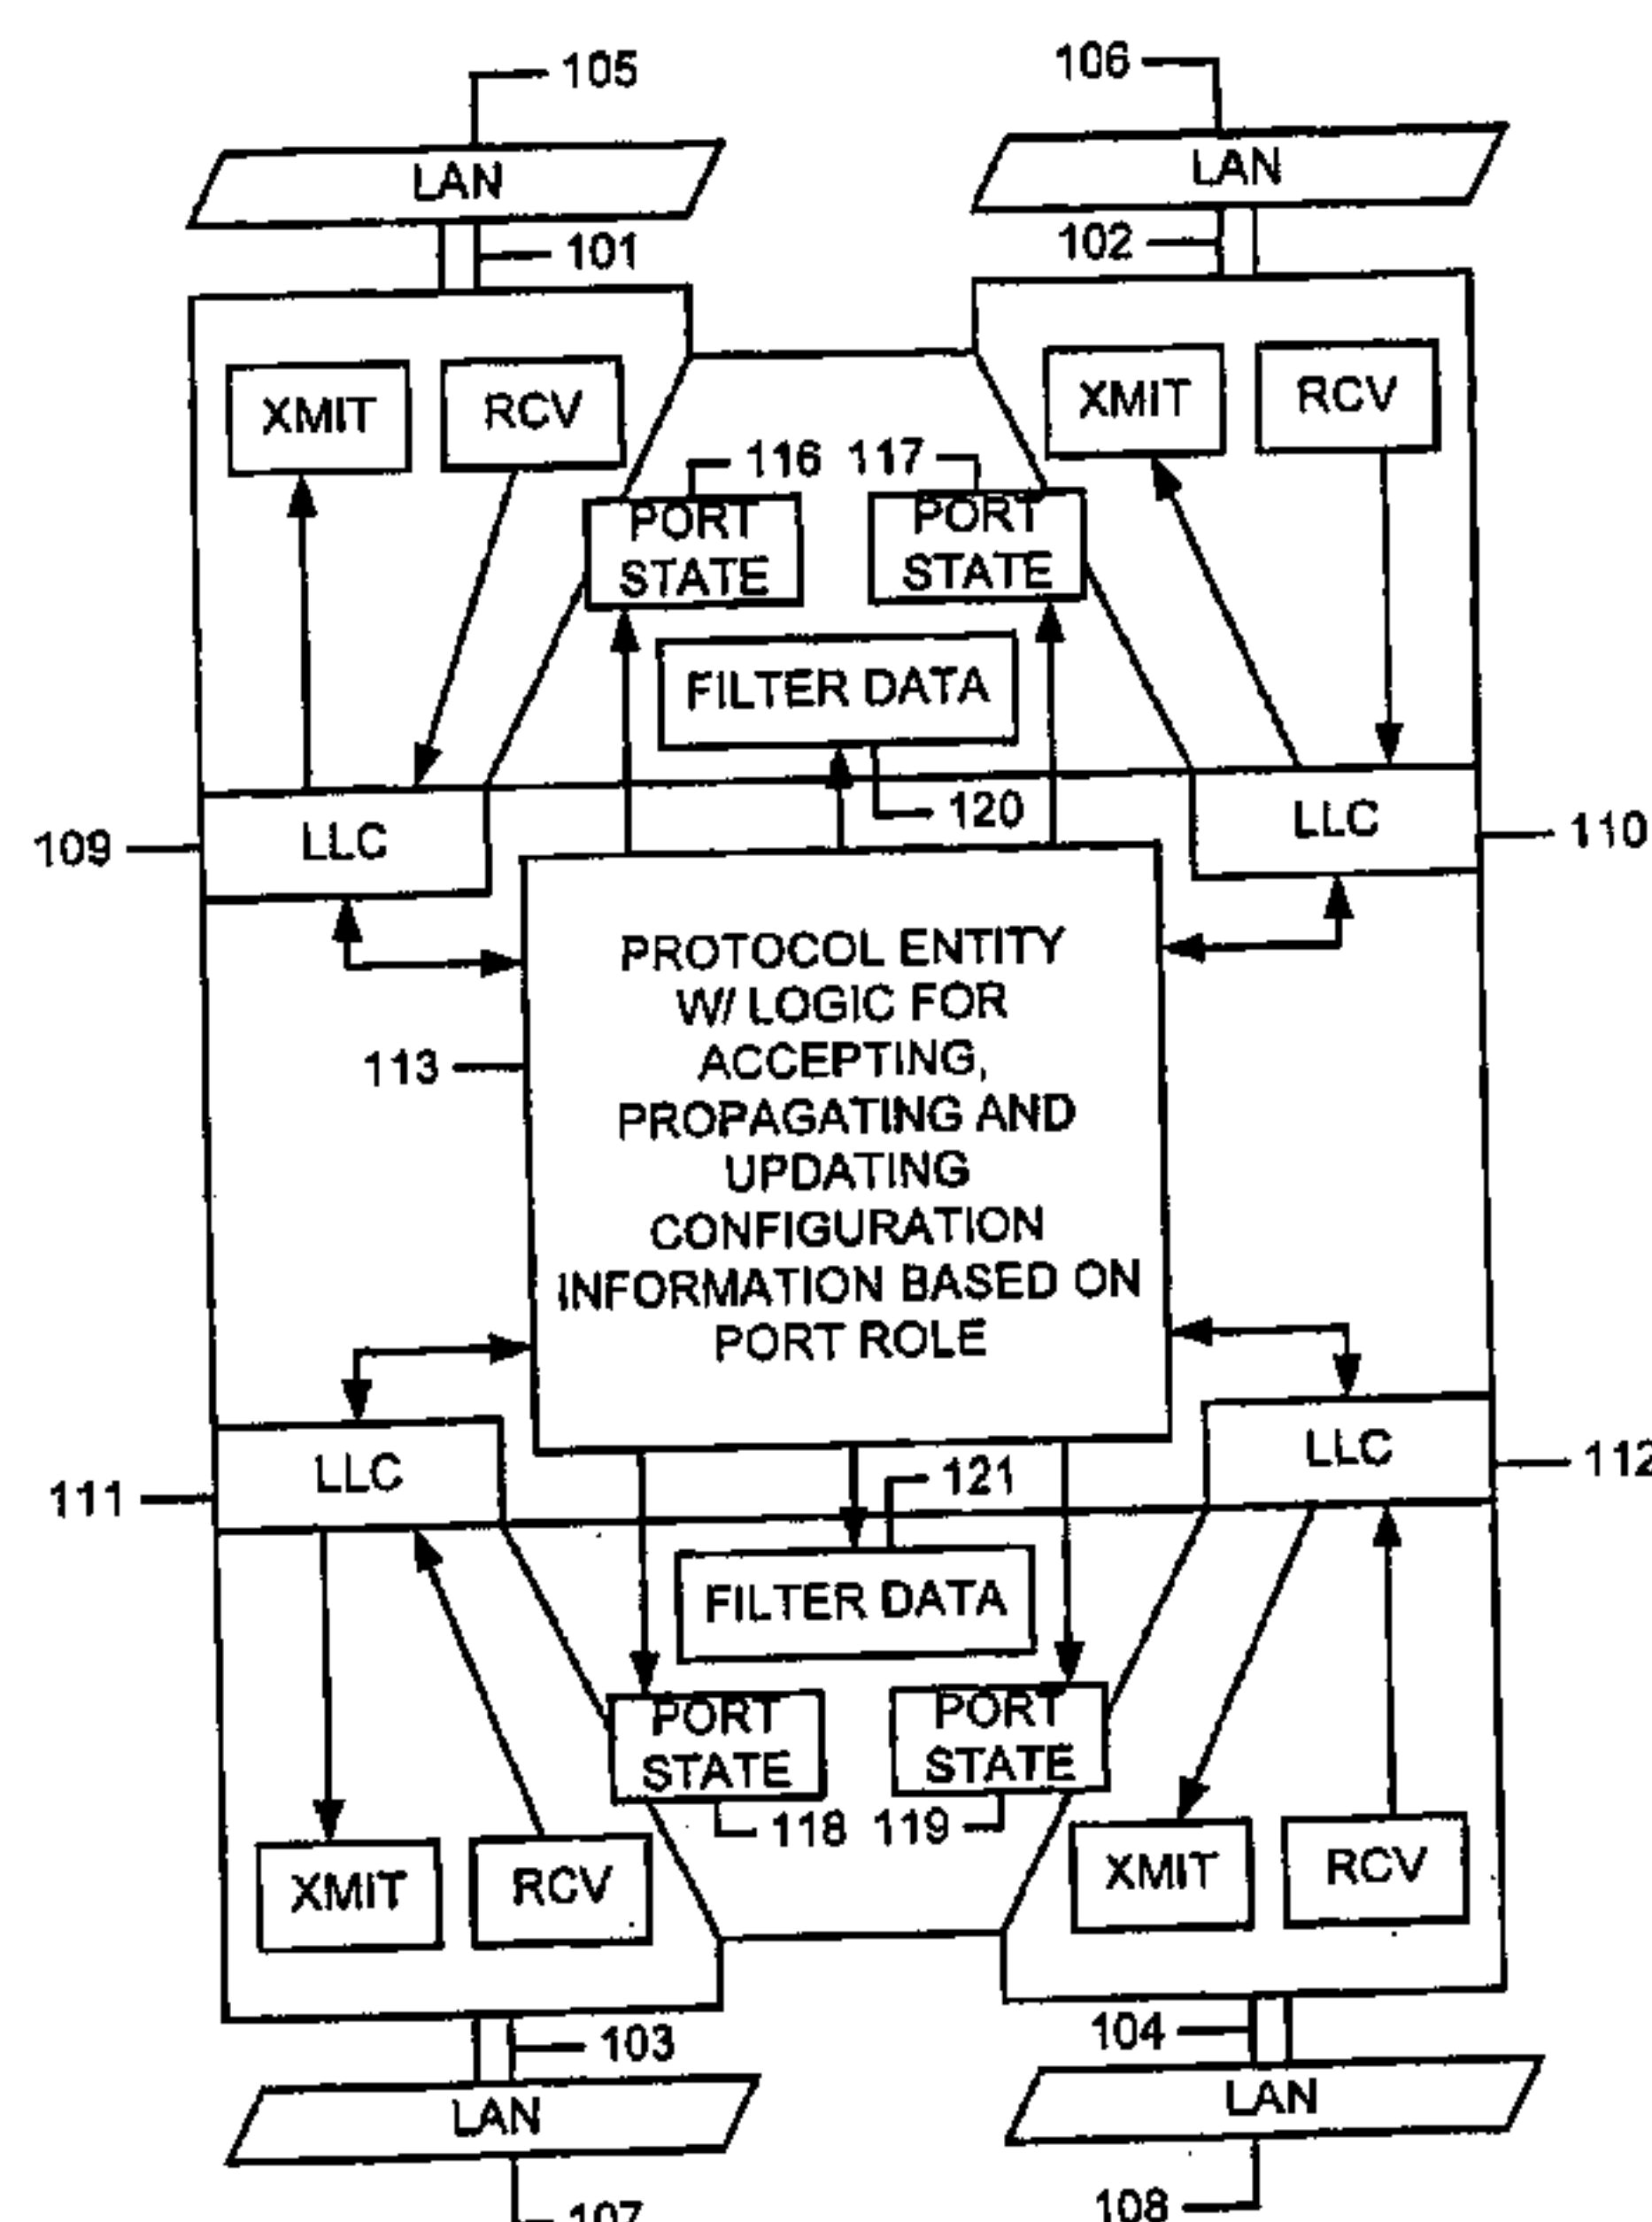 105
106
LAN
LAN
101
102
XMIT
RCV
XMIT
RCV
116
117
PORT
STATE
PORT
STATE
FILTER DATA
120
LLC
LLC
109
110
PROTOCOL ENTITY
W/ LOGIC FOR
ACCEPTING,
PROPAGATING AND
UPDATING
CONFIGURATION
INFORMATION BASED ON
PORT ROLE
113
LLC
LLC
111
112
121
FILTER DATA
PORT
STATE
PORT
STATE
118
119
XMIT
RCV
XMIT
RCV
103
104
LAN
LAN
107
108